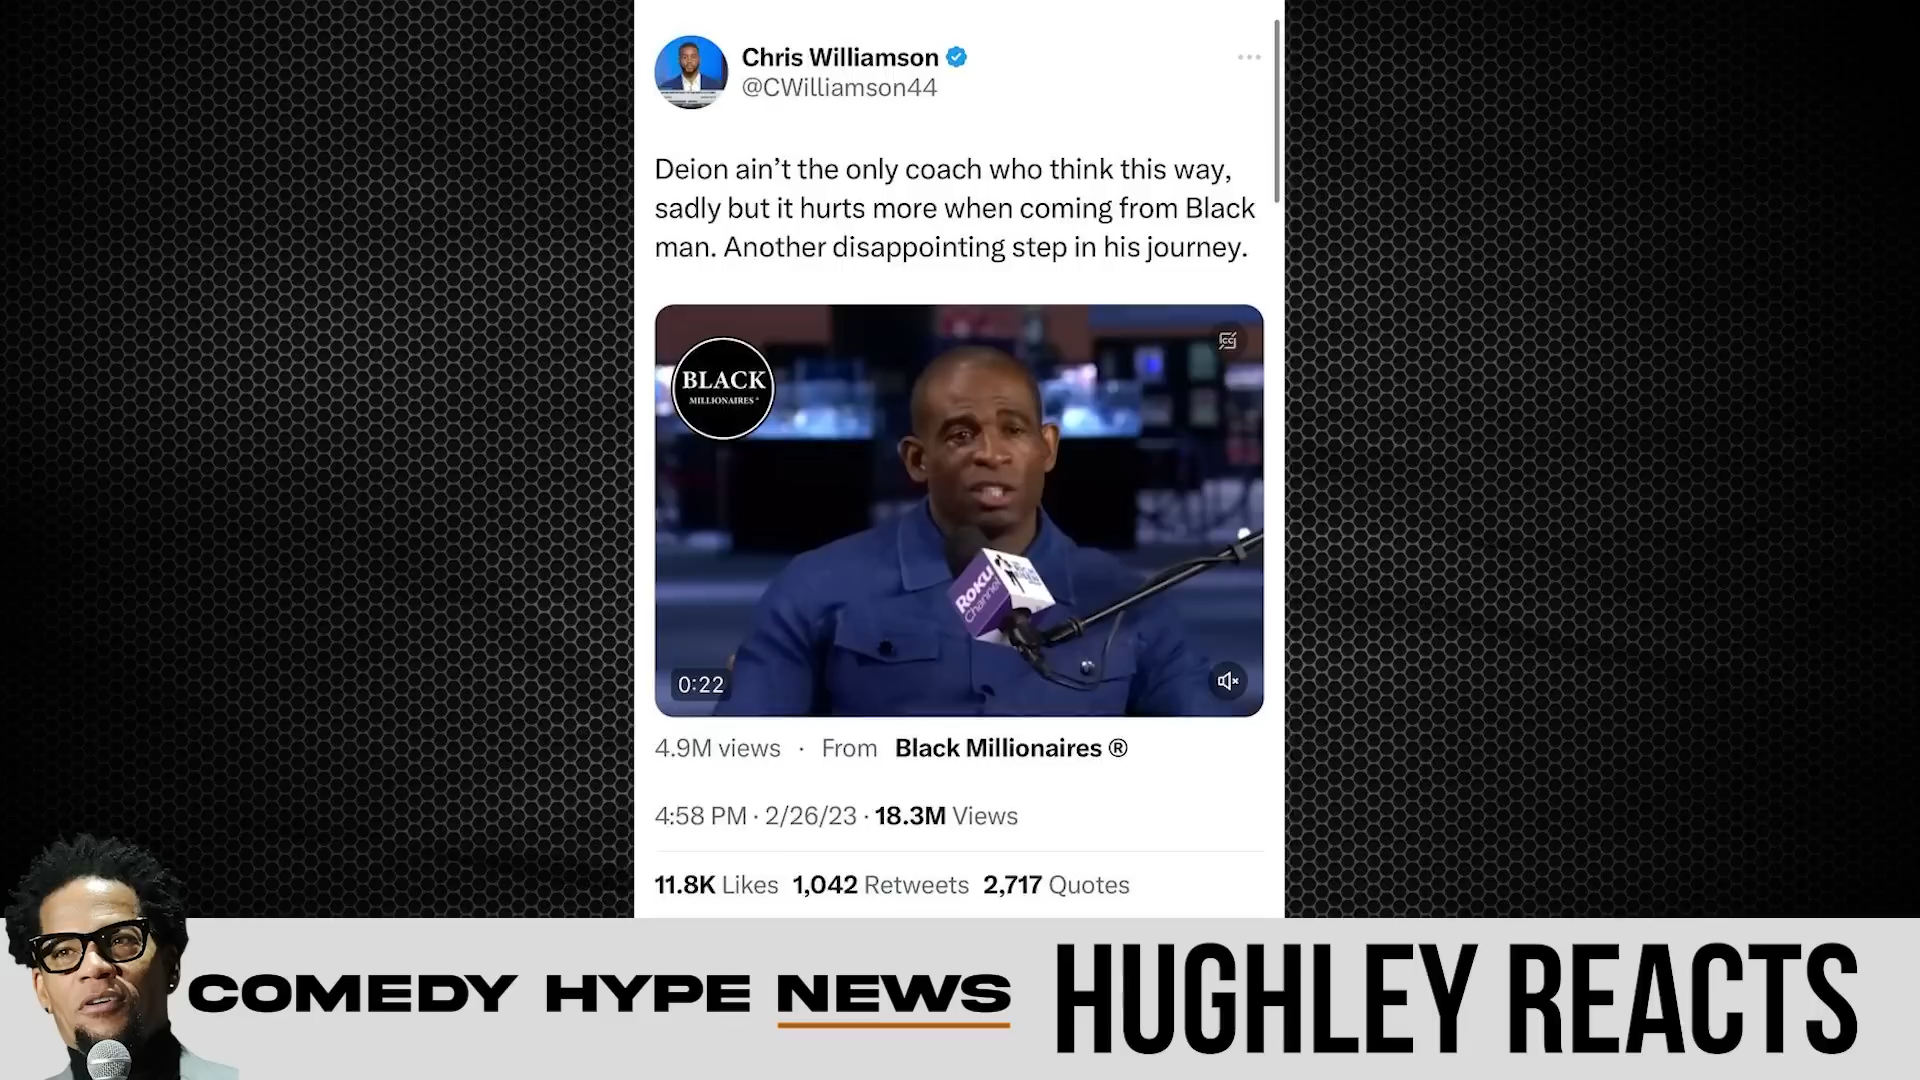 Chris Williamson
@CWilliamson44
Deion ain’t the only coach who think this way,
sadly but it hurts more when coming from Black
man. Another disappointing step in his journey.
BLACK
MILLIONAIRES
CC
Roku
Channel
0:22
4.9M views · From Black Millionaires ®
4:58 PM · 2/26/23 · 18.3M Views
11.8K Likes 1,042 Retweets 2,717 Quotes
COMEDY HYPE NEWS
HUGHLEY REACTS